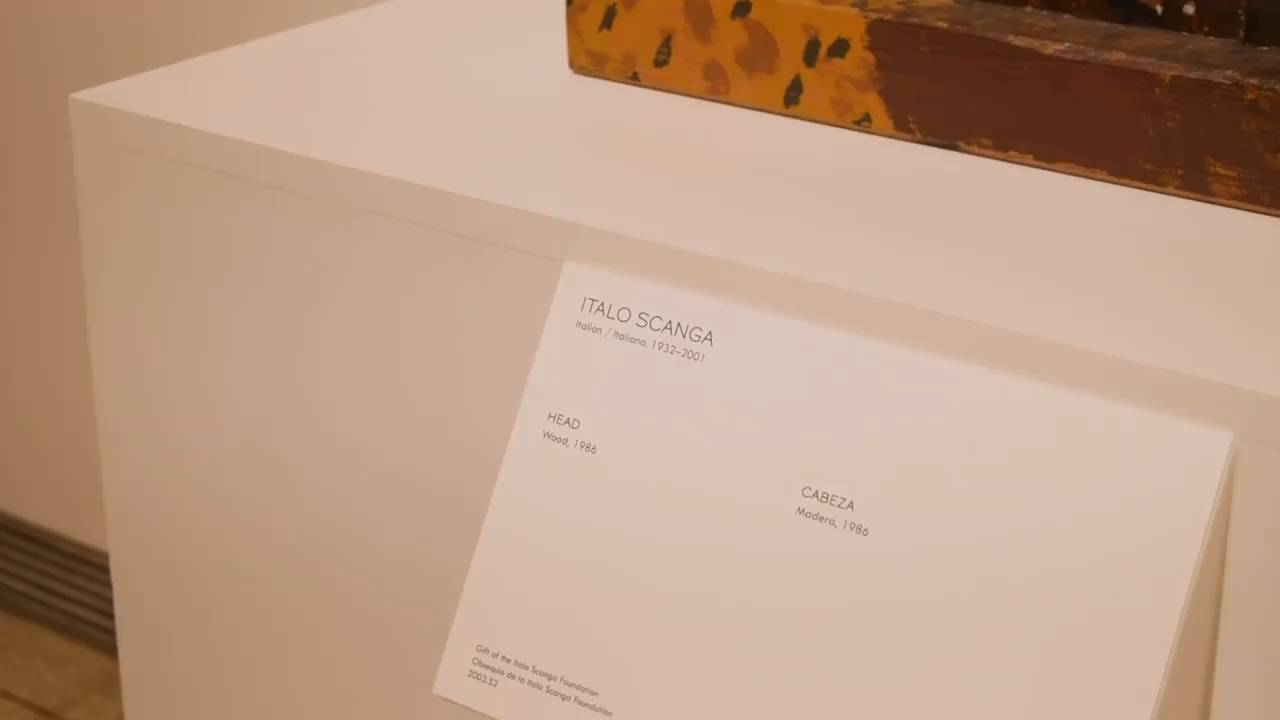 ITALO SCANGA
Italian / Italiano, 1932–2001
HEAD
Wood, 1986
CABEZA
Madera, 1986
Gift of the Italo Scanga Foundation
Obsequio de la Italo Scanga Foundation
2003.52